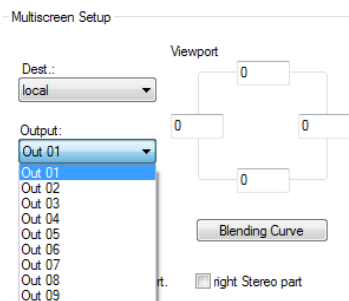 Multiscreen Setup
Viewport
Dest.:
local
0
Output:
0
0
Out 01
Out 01
Out 02
Out 03
0
Out 04
Out 05
Blending Curve
Out 06
Out 07
Out 08
rt.
right Stereo part
Out 09